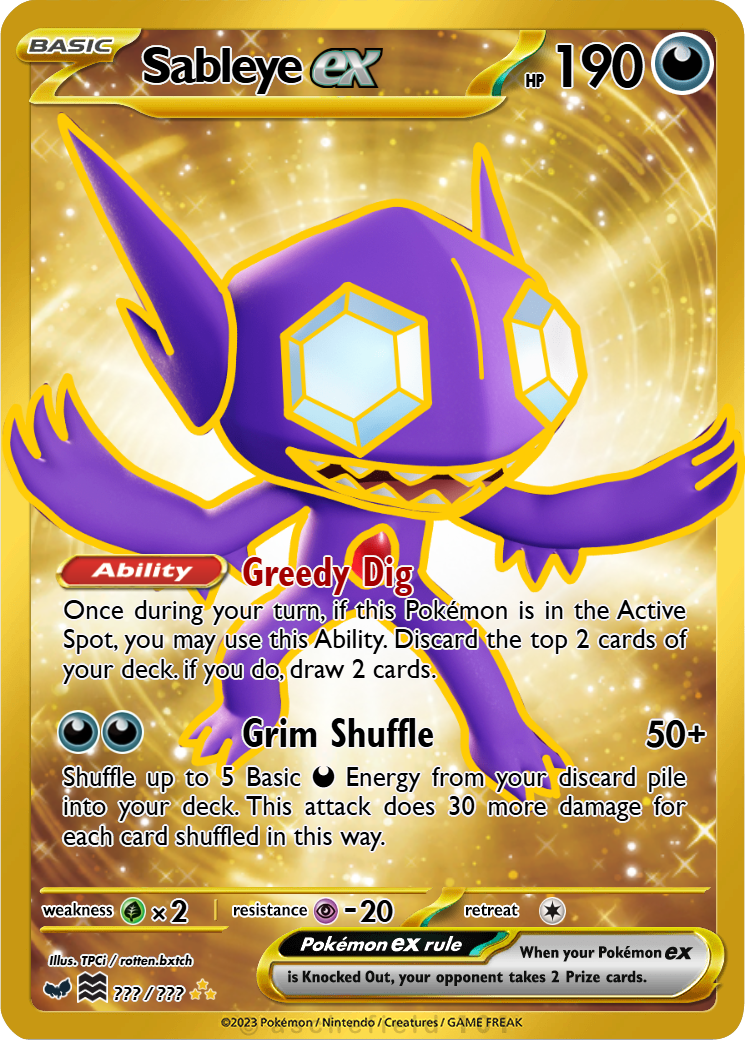 BASIC
Sableye ex
HP 190
Ability Greedy Dig
Once during your turn, if this Pokémon is in the Active
Spot, you may use this Ability. Discard the top 2 cards of
your deck. if you do, draw 2 cards.
Grim Shuffle 50+
Shuffle up to 5 Basic Energy from your discard pile
into your deck. This attack does 30 more damage for
each card shuffled in this way.
weakness ×2 resistance -20 retreat
Pokémon ex rule When your Pokémon ex
is Knocked Out, your opponent takes 2 Prize cards.
Illus. TPCi / rotten.bxtch
??? / ???
©2023 Pokémon / Nintendo / Creatures / GAME FREAK